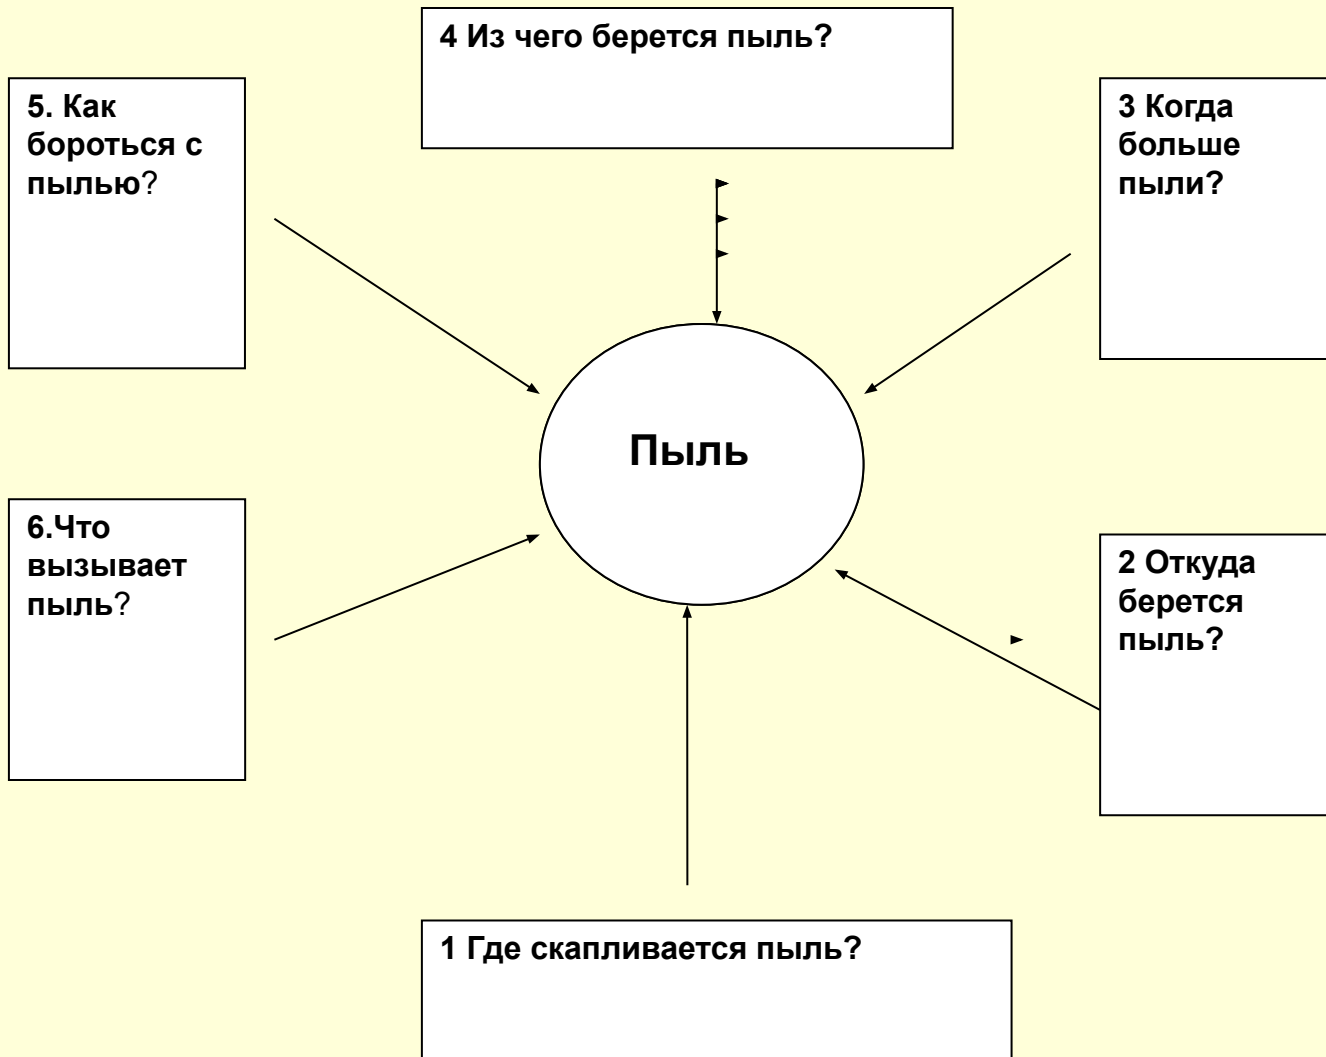 4 Из чего берется пыль?
5. Как
бороться с
пылью?
3 Когда
больше
пыли?
Пыль
6.Что
вызывает
пыль?
2 Откуда
берется
пыль?
1 Где скапливается пыль?